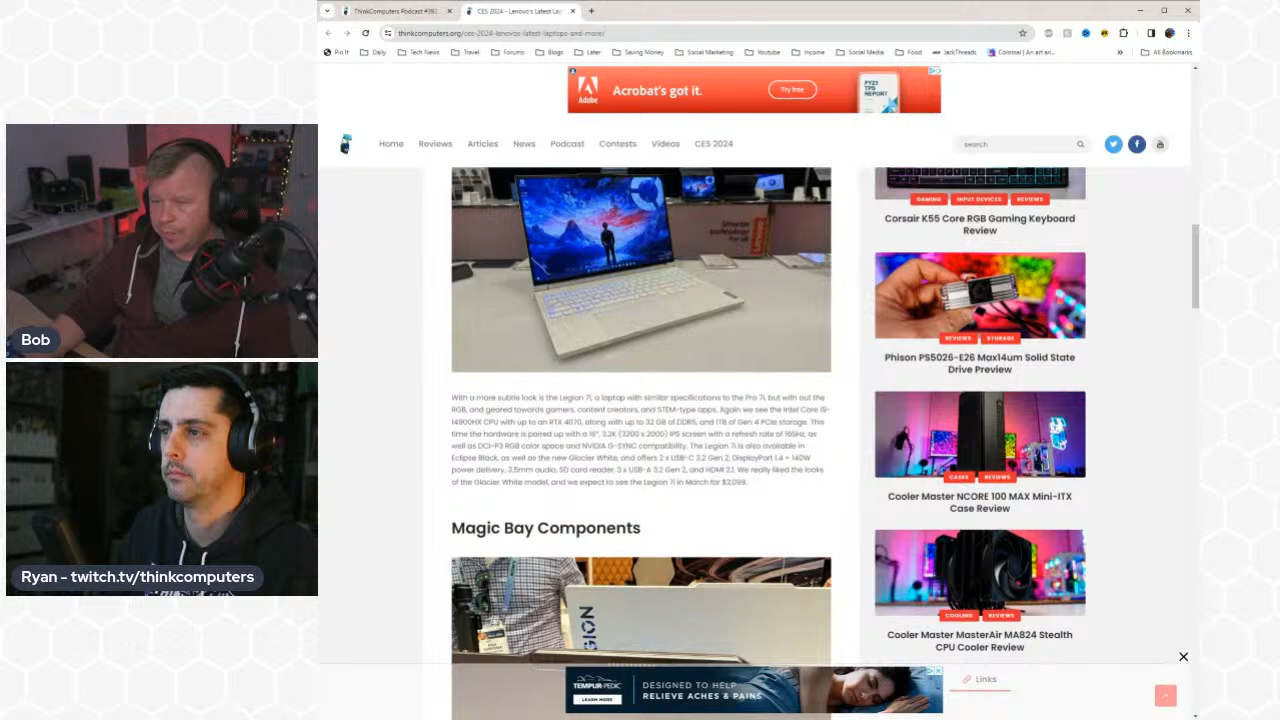 ThinkComputers Podcast #393
CES 2024 - Lenovo's Latest La
thinkcomputers.org/ces-2024-lenovos-latest-laptops-and-more/
Pin It
Daily
Tech News
Travel
Forums
Blogs
Later
Saving Money
Social Marketing
Youtube
Income
Social Media
Food
JackThreads
Colossal | An art an...
All Bookmarks
Adobe
Acrobat's got it.
Try free
FY23
TPS
REPORT
Home
Reviews
Articles
News
Podcast
Contests
Videos
CES 2024
search
Smarter
technology
for all
GAMING
INPUT DEVICES
REVIEWS
Corsair K55 Core RGB Gaming Keyboard
Review
REVIEWS
STORAGE
Phison PS5026-E26 Max14um Solid State
Drive Preview
With a more subtle look is the Legion 7i, a laptop with similar specifications to the Pro 7i, but with out the
RGB, and geared towards gamers, content creators, and STEM-type apps. Again we see the Intel Core i9-
14900HX CPU with up to an RTX 4070, along with up to 32 GB of DDR5, and 1TB of Gen 4 PCIe storage. This
time the hardware is paired up with a 16", 3.2K (3200 x 2000) IPS screen with a refresh rate of 165Hz, as
well as DCI-P3 RGB color space and NVIDIA G-SYNC compatibility. The Legion 7i is also available in
Eclipse Black, as well as the new Glacier White, and offers 2 x USB-C 3.2 Gen 2, DisplayPort 1.4 + 140W
power delivery, 3.5mm audio, SD card reader, 3 x USB-A 3.2 Gen 2, and HDMI 2.1. We really liked the looks
of the Glacier White model, and we expect to see the Legion 7i in March for $2,099.
CASES
REVIEWS
Cooler Master NCORE 100 MAX Mini-ITX
Case Review
Magic Bay Components
GION
COOLING
REVIEWS
Cooler Master MasterAir MA824 Stealth
CPU Cooler Review
TEMPUR-PEDIC
LEARN MORE
DESIGNED TO HELP
RELIEVE ACHES & PAINS
Links
Bob
Ryan - twitch.tv/thinkcomputers